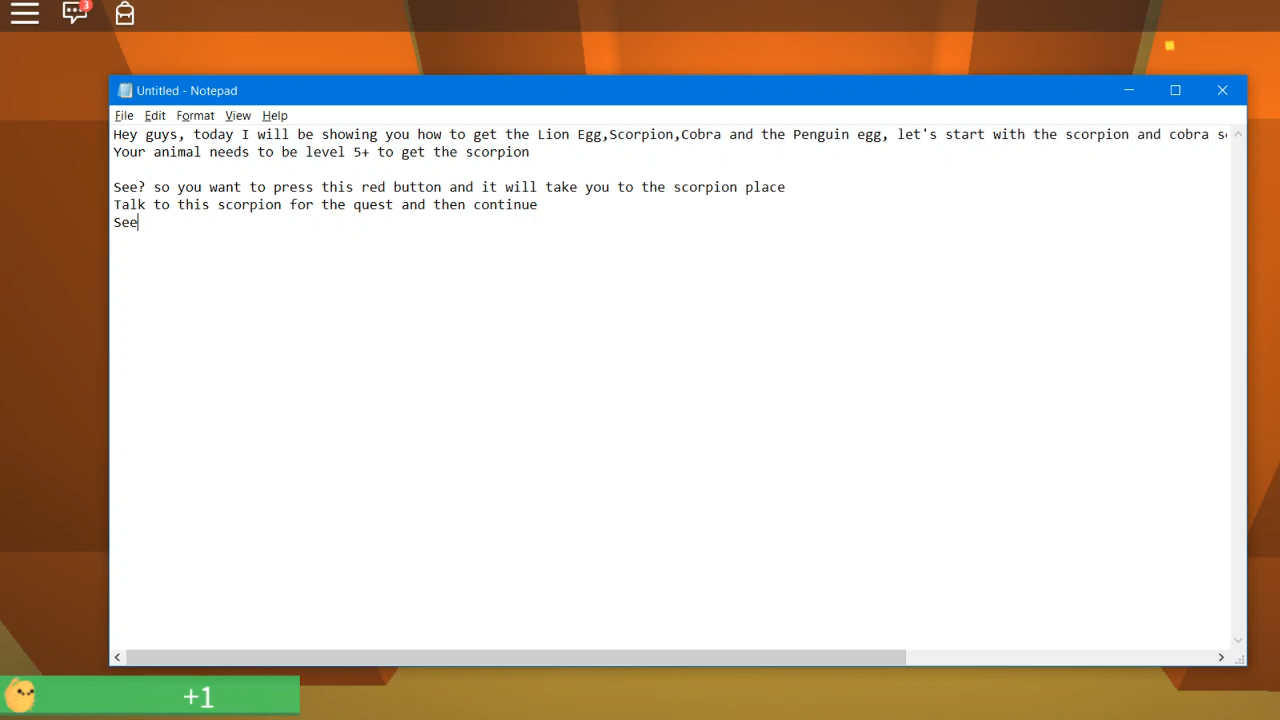 3
Untitled - Notepad
File Edit Format View Help
Hey guys, today I will be showing you how to get the Lion Egg,Scorpion,Cobra and the Penguin egg, let's start with the scorpion and cobra
Your animal needs to be level 5+ to get the scorpion
See? so you want to press this red button and it will take you to the scorpion place
Talk to this scorpion for the quest and then continue
See
+1